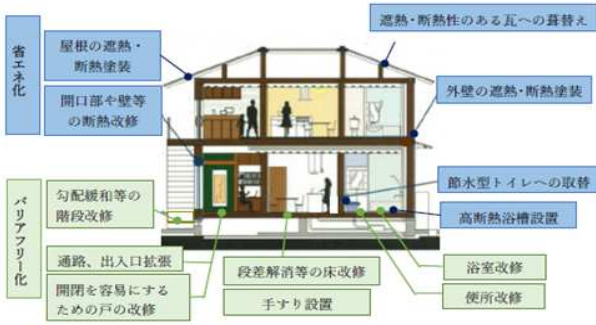 省エネ化
屋根の遮熱・
断熱塗装
開口部や壁等
の断熱改修
遮熱・断熱性のある瓦への葺替え
外壁の遮熱・断熱塗装
節水型トイレへの取替
高断熱浴槽設置
バリアフリー化
勾配緩和等の
階段改修
通路、出入口拡張
開閉を容易にする
ための戸の改修
段差解消等の床改修
手すり設置
浴室改修
便所改修